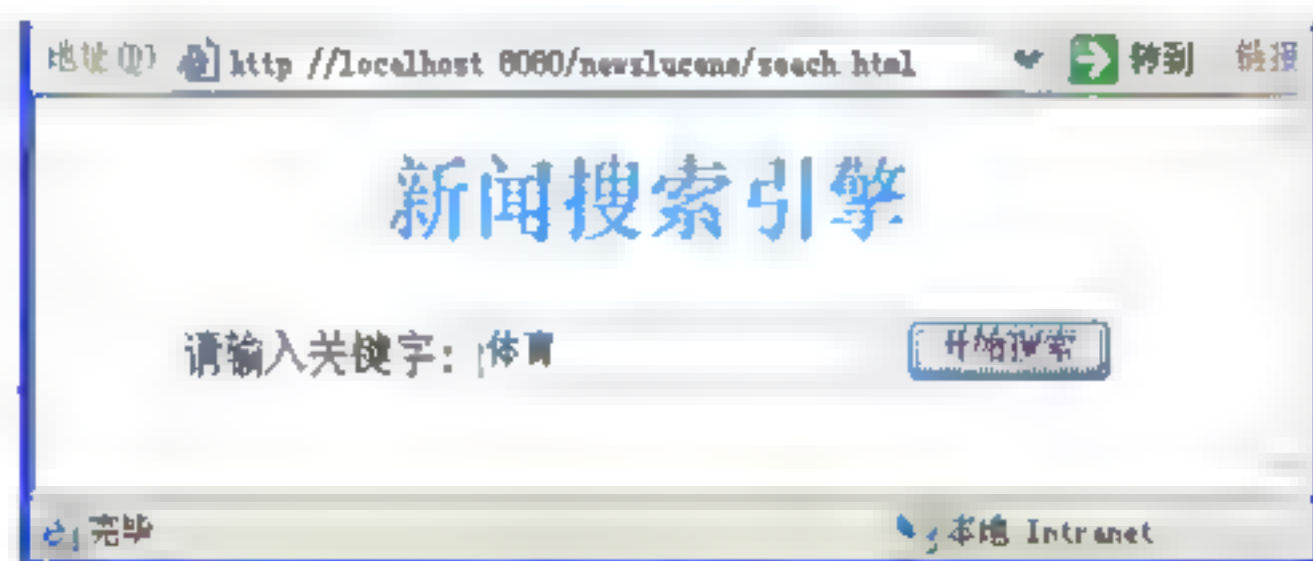 地址(D) http //localhost 8080/newslucene/seach html 转到 链接
新闻搜索引擎
请输入关键字: 体育 开始搜索
完毕 本地 Intranet